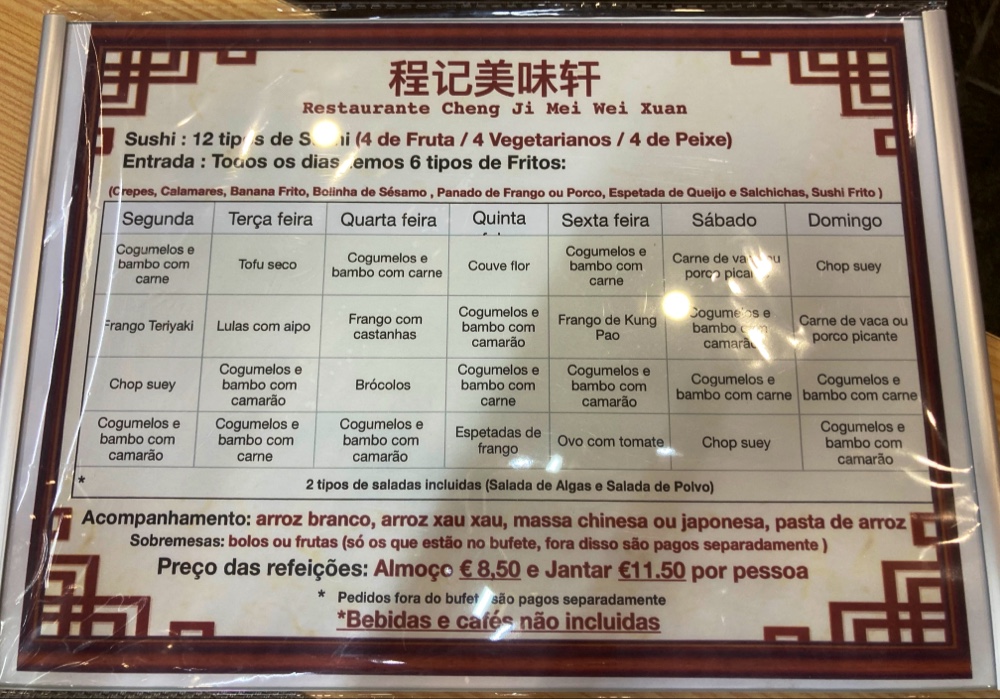 程记美味轩
Restaurante Cheng Ji Mei Wei Xuan
Sushi : 12 tipos de (4 de Fruta / 4 Vegetarianos / 4 de Peixe)
Entrada : Todos os dias 6 tipos de Fritos:
(Crepes, Calamares, Banana Frito, Bolinha de Sésamo , Panado de Frango ou Porco, Espetada de Queijo e Salchichas, Sushi Frito )
Segunda Terça feira Quarta feira Quinta Sexta feira Sábado Domingo
Cogumelos e bambo com carne
Tofu seco
Cogumelos e bambo com carne
Couve flor
Cogumelos e bambo com carne
Carne de ou porco
Chop suey
Frango Teriyaki
Lulas com aipo
Frango com castanhas
Cogumelos e bambo com camarão
Frango de Kung Pao
Cogumelos e bambo camarão
Carne de vaca ou porco picante
Chop suey
Cogumelos e bambo com camarão
Brócolos
Cogumelos e bambo com carne
Cogumelos e bambo com camarão
Cogumelos e bambo com carne
Cogumelos e bambo com carne
Cogumelos e bambo com camarão
Cogumelos e bambo com carne
Cogumelos e bambo com camarão
Espetadas de frango
Ovo com tomate
Chop suey
Cogumelos e bambo com camarão
* 2 tipos de saladas incluidas (Salada de Algas e Salada de Polvo)
Acompanhamento: arroz branco, arroz xau xau, massa chinesa ou japonesa, pasta de arroz
Sobremesas: bolos ou frutas (só os que estão no bufete, fora disso são pagos separadamente )
Preço das refeições: Almoço € 8,50 e Jantar €11.50 por pessoa
* Pedidos fora do são pagos separadamente
*Bebidas e cafés não incluidas